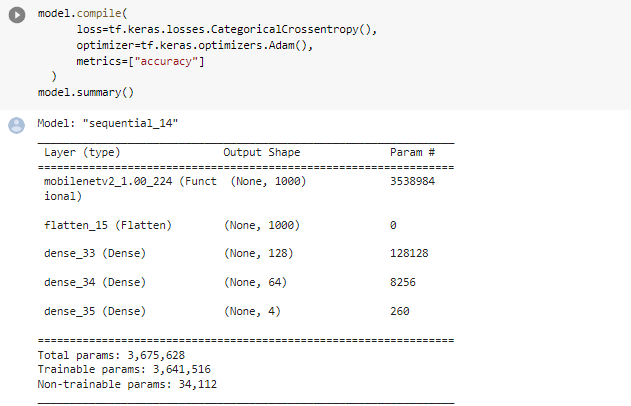 model.compile(
loss=tf.keras.losses.CategoricalCrossentropy(),
optimizer=tf.keras.optimizers.Adam(),
metrics=["accuracy"]
)
model.summary()
Model: "sequential_14"
_________________________________________________________________
Layer (type) Output Shape Param #
=================================================================
mobilenetv2_1.00_224 (Funct (None, 1000) 3538984
ional)
flatten_15 (Flatten) (None, 1000) 0
dense_33 (Dense) (None, 128) 128128
dense_34 (Dense) (None, 64) 8256
dense_35 (Dense) (None, 4) 260
=================================================================
Total params: 3,675,628
Trainable params: 3,641,516
Non-trainable params: 34,112
_________________________________________________________________